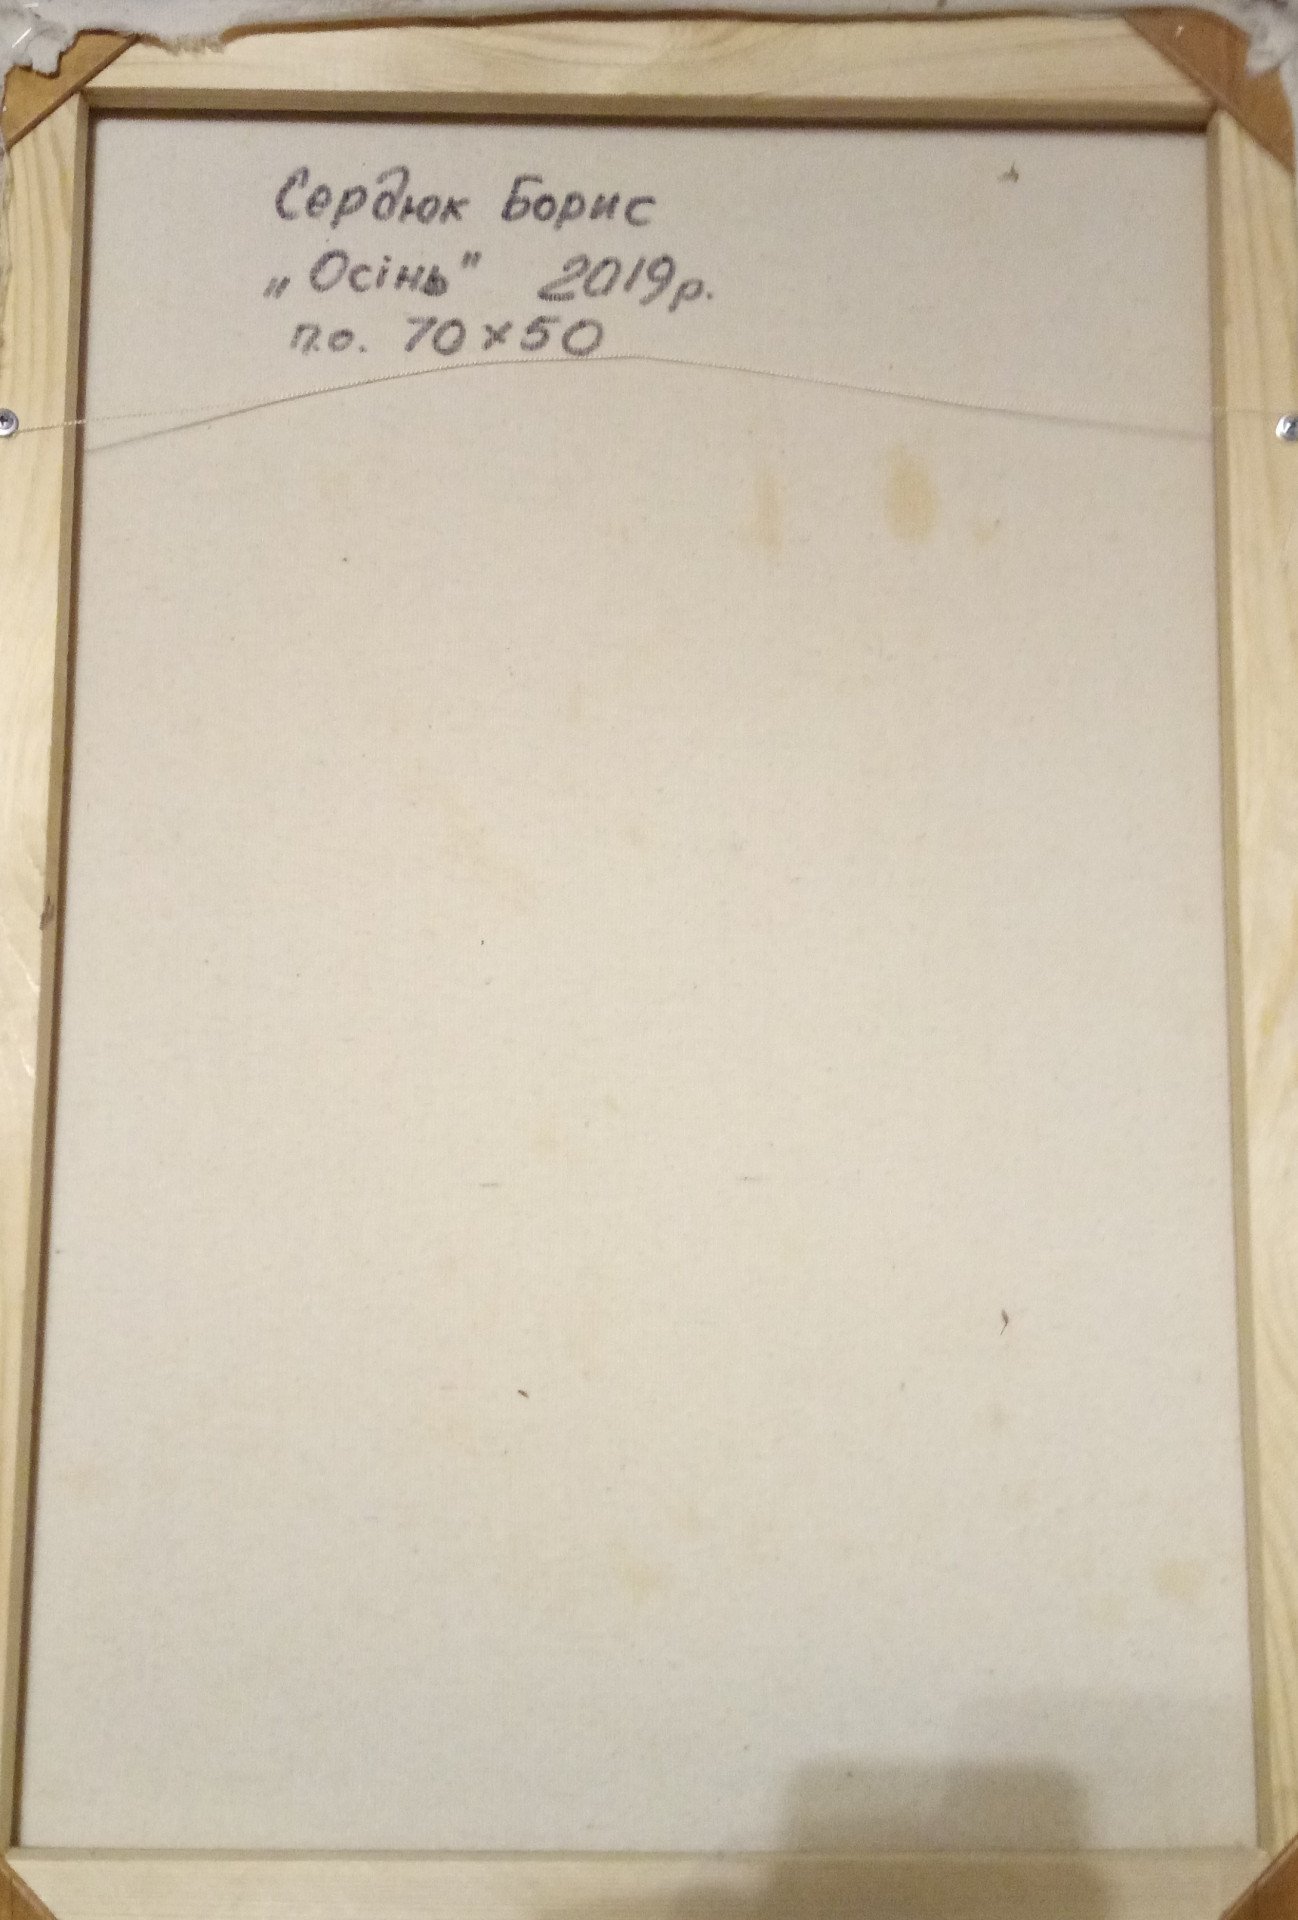 Сердюк Борис
„Осінь" 2019р.
п.о. 70×50